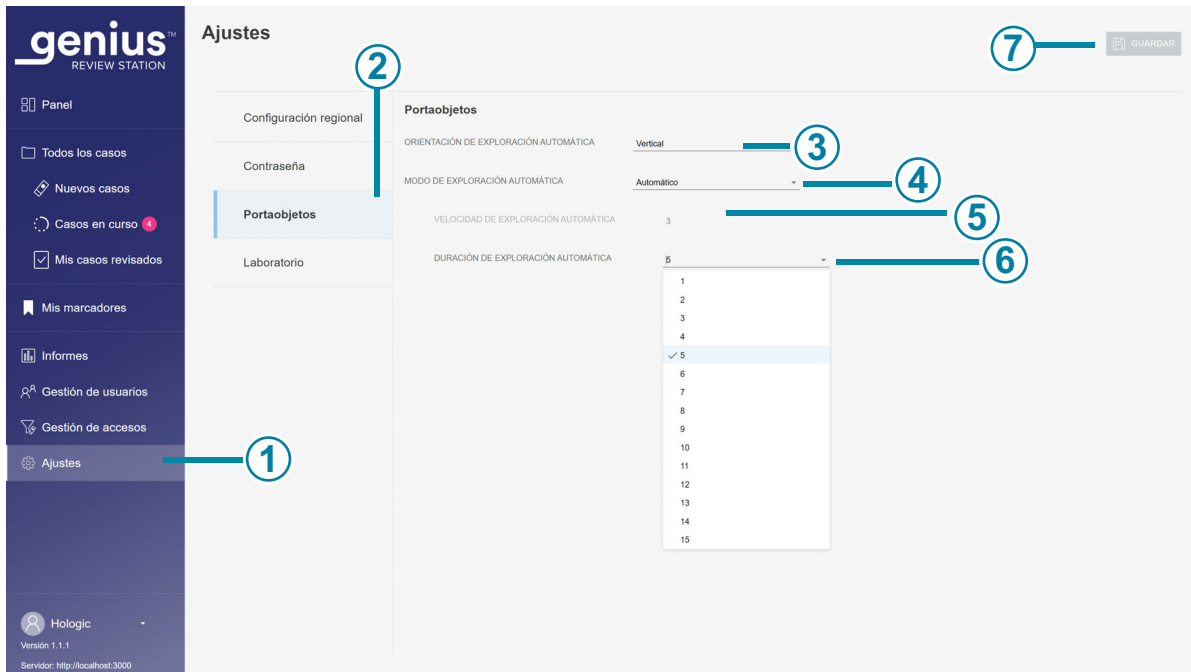 genius™
REVIEW STATION
Panel
Todos los casos
Nuevos casos
Casos en curso 4
Mis casos revisados
Mis marcadores
Informes
Gestión de usuarios
Gestión de accesos
Ajustes
Hologic
Versión 1.1.1
Servidor: http://localhost:3000
Ajustes
7
GUARDAR
2
Configuración regional
Contraseña
Portaobjetos
Laboratorio
1
Portaobjetos
ORIENTACIÓN DE EXPLORACIÓN AUTOMÁTICA Vertical 3
MODO DE EXPLORACIÓN AUTOMÁTICA Automático 4
VELOCIDAD DE EXPLORACIÓN AUTOMÁTICA 3 5
DURACIÓN DE EXPLORACIÓN AUTOMÁTICA 5 6
1
2
3
4
5
6
7
8
9
10
11
12
13
14
15